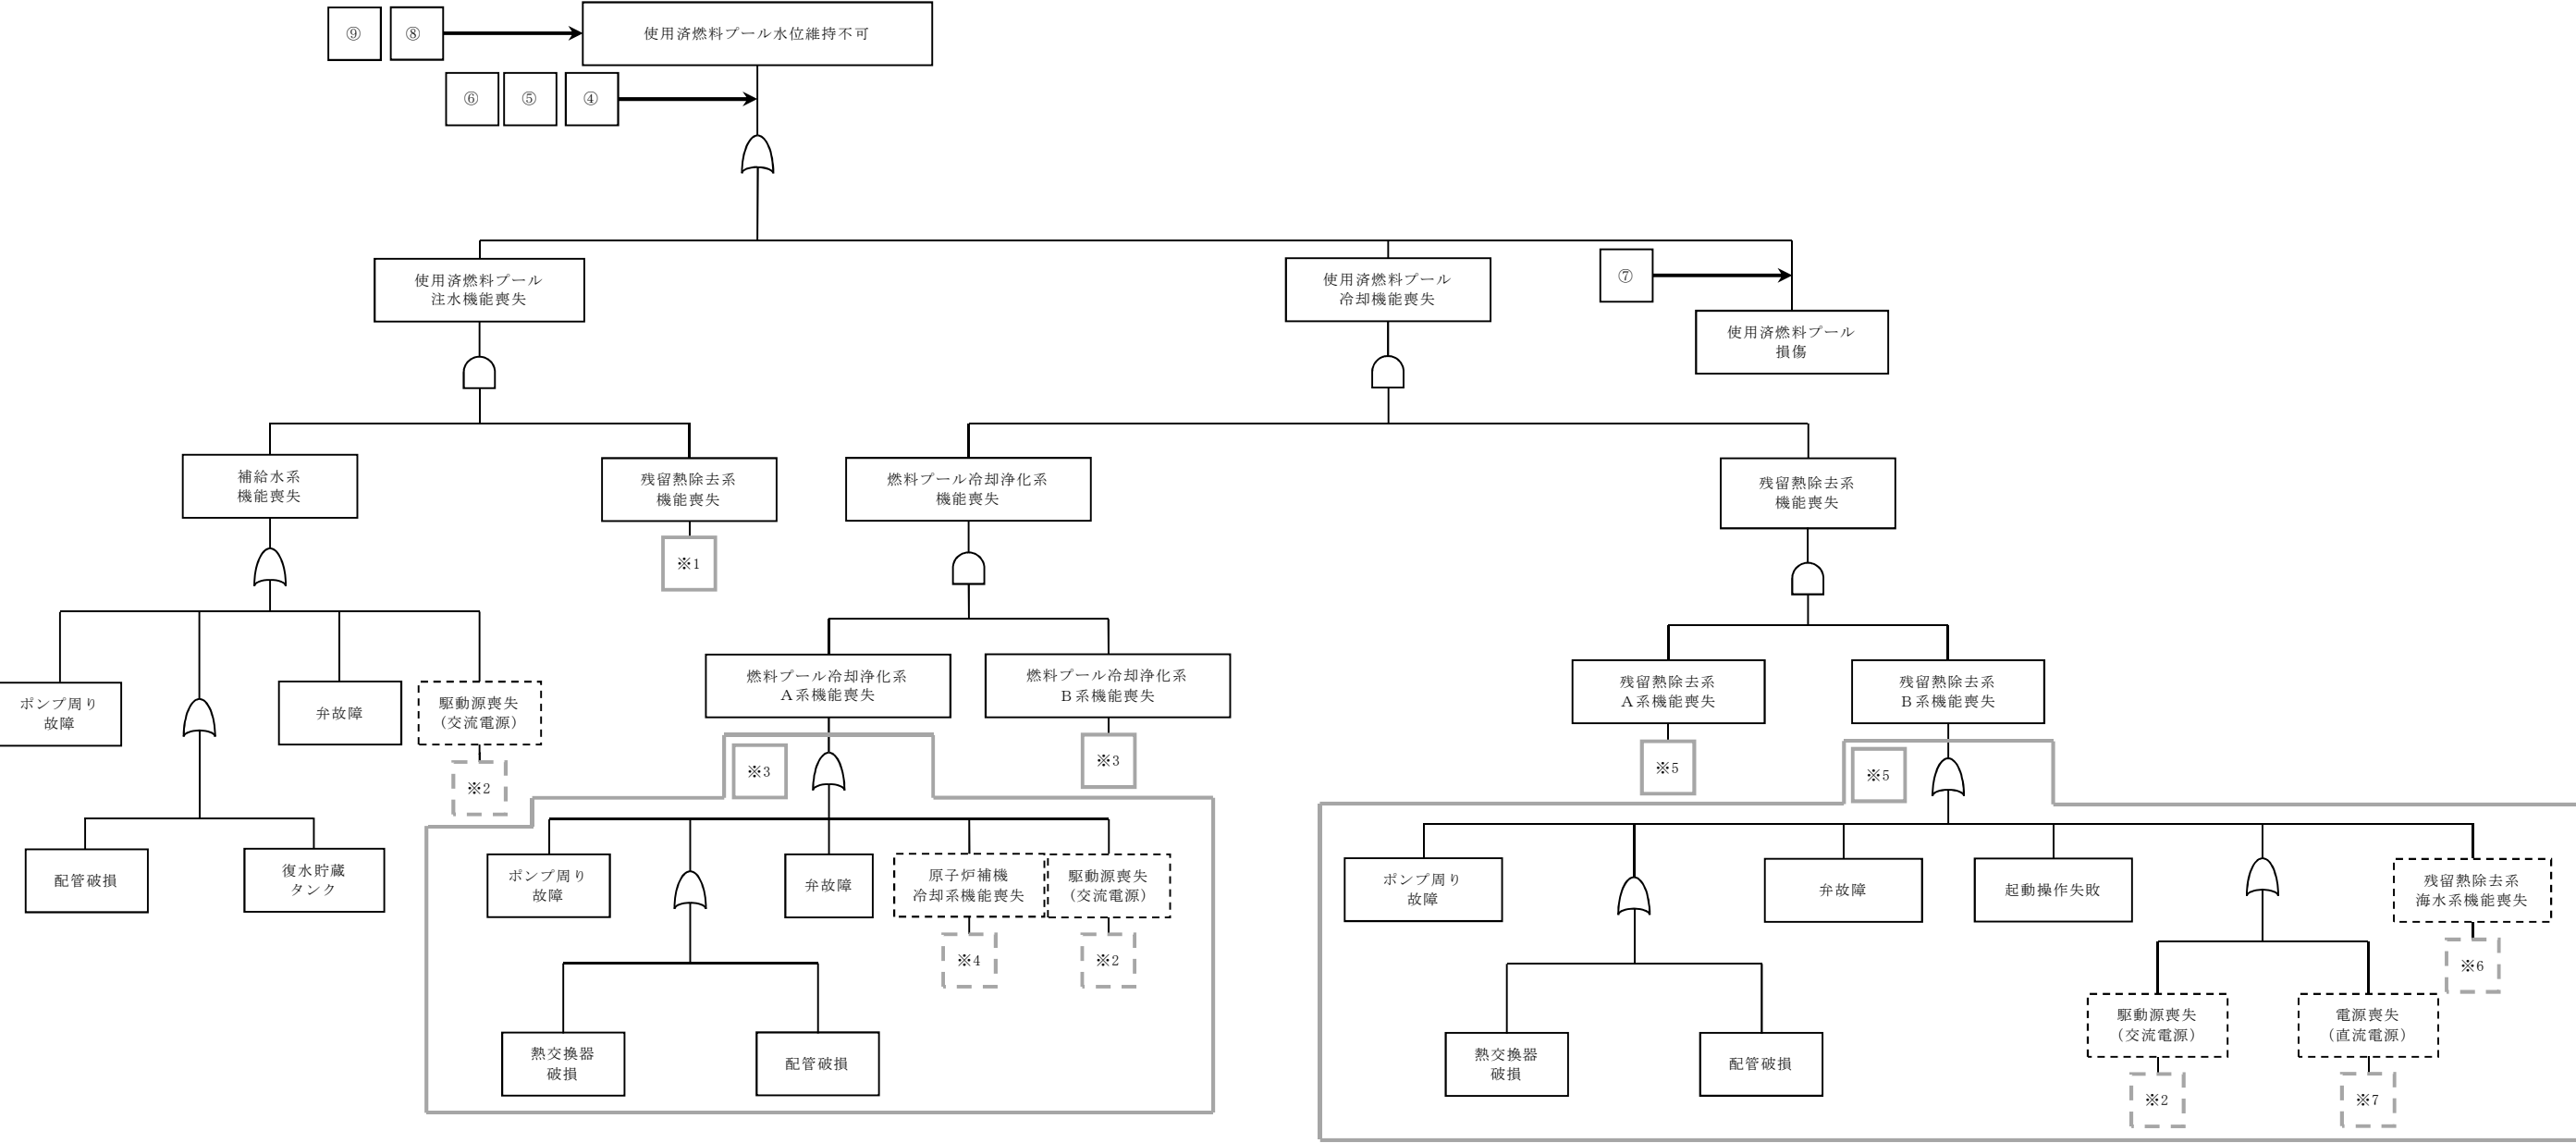 ⑨
⑧
使用済燃料プール水位維持不可
⑥
⑤
④
使用済燃料プール
注水機能喪失
使用済燃料プール
冷却機能喪失
⑦
使用済燃料プール
損傷
補給水系
機能喪失
残留熱除去系
機能喪失
※1
燃料プール冷却浄化系
機能喪失
残留熱除去系
機能喪失
ポンプ周り
故障
弁故障
駆動源喪失
（交流電源）
※2
配管破損
復水貯蔵
タンク
燃料プール冷却浄化系
Ａ系機能喪失
燃料プール冷却浄化系
Ｂ系機能喪失
※3
※3
ポンプ周り
故障
弁故障
原子炉補機
冷却系機能喪失
駆動源喪失
（交流電源）
※4
※2
熱交換器
破損
配管破損
残留熱除去系
Ａ系機能喪失
残留熱除去系
Ｂ系機能喪失
※5
※5
ポンプ周り
故障
弁故障
起動操作失敗
残留熱除去系
海水系機能喪失
※6
熱交換器
破損
配管破損
駆動源喪失
（交流電源）
電源喪失
（直流電源）
※2
※7